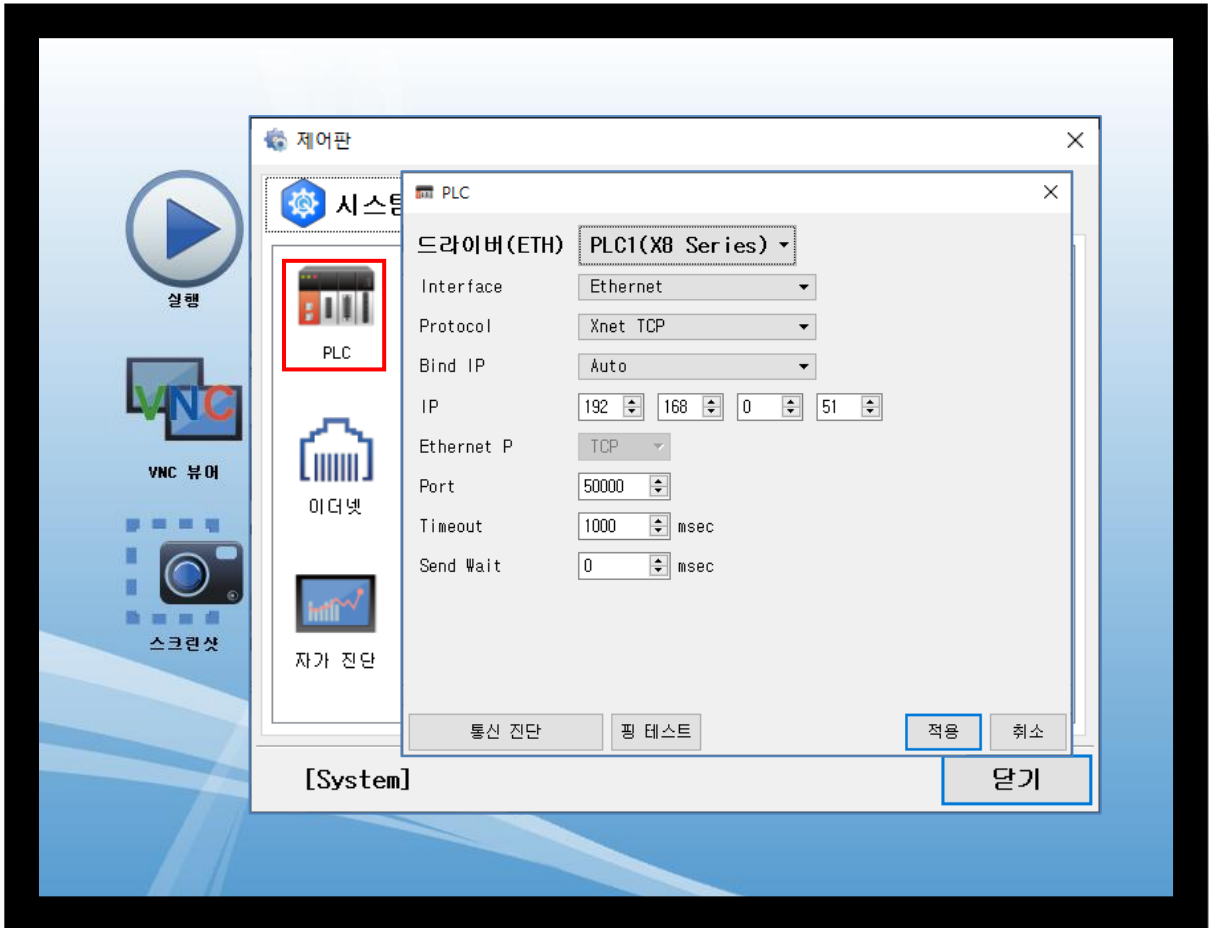 제어판
시스템
PLC
드라이버(ETH) PLC1(X8 Series)
Interface Ethernet
Protocol Xnet TCP
Bind IP Auto
IP 192 168 0 51
Ethernet P TCP
Port 50000
Timeout 1000 msec
Send Wait 0 msec
통신 진단 핑 테스트 적용 취소
실행
VNC
VNC 뷰어
스크린샷
PLC
이더넷
자가 진단
[System] 닫기